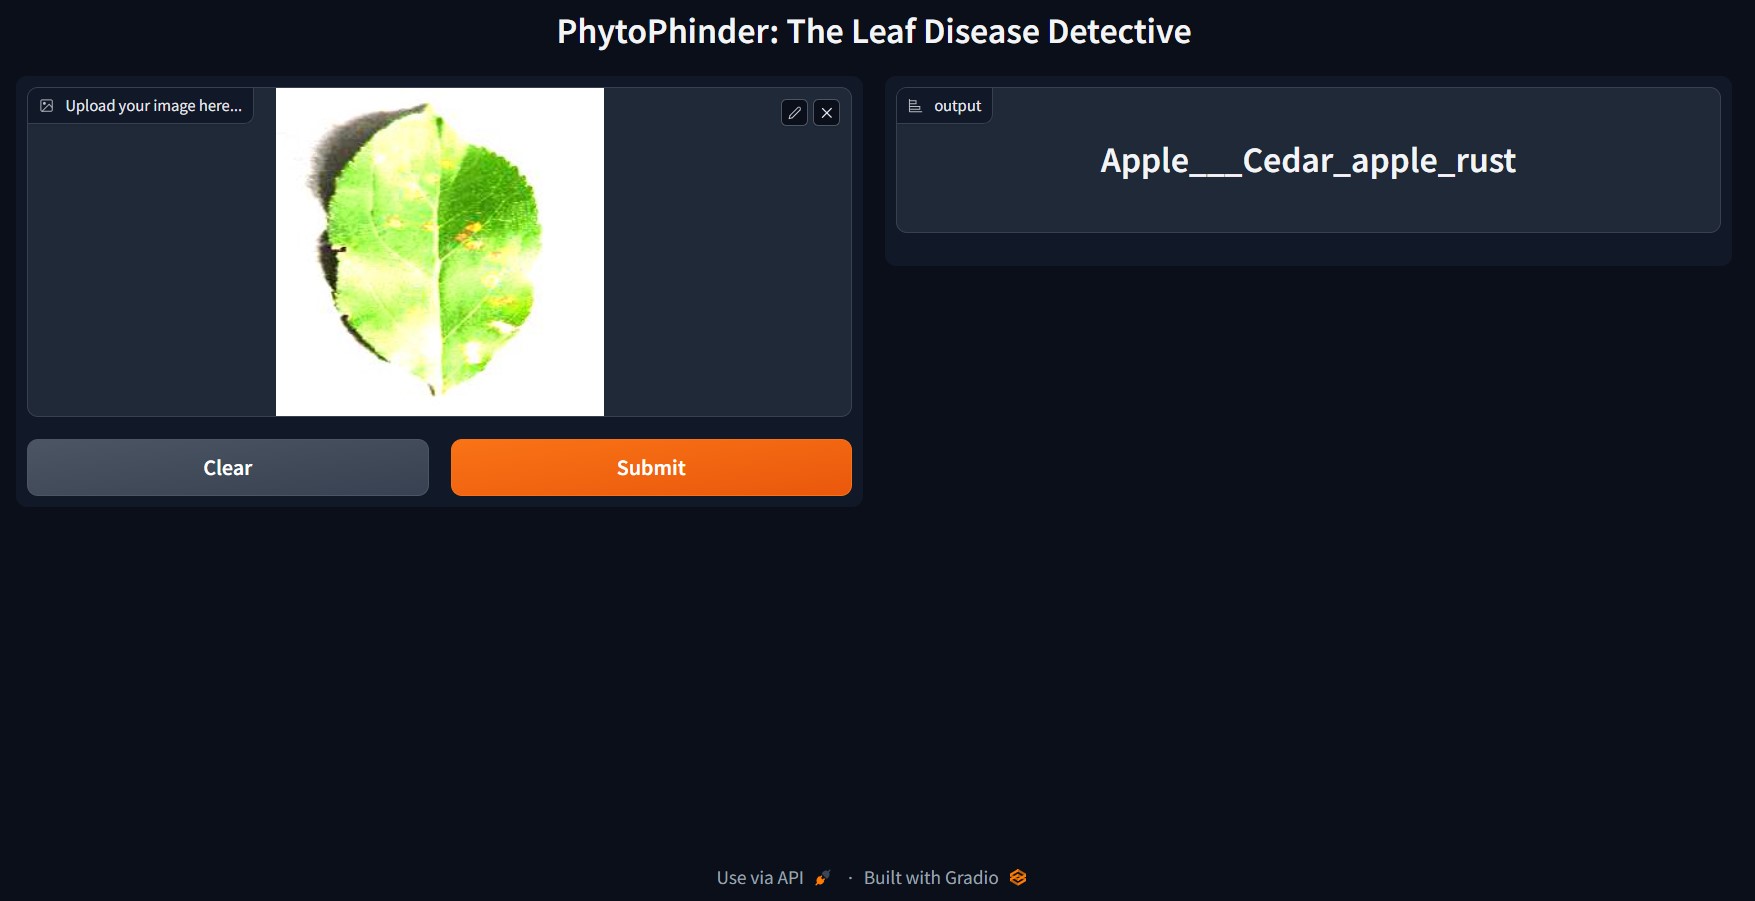 PhytoPhinder: The Leaf Disease Detective
Upload your image here...
output
Apple___Cedar_apple_rust
Clear
Submit
Use via API · Built with Gradio